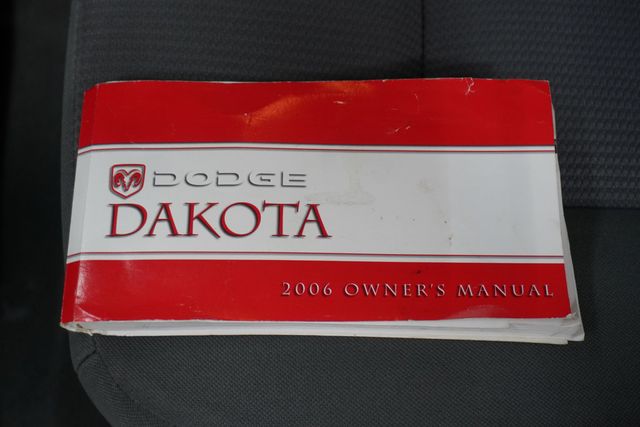 DODGE
DAKOTA
2006 OWNER'S MANUAL